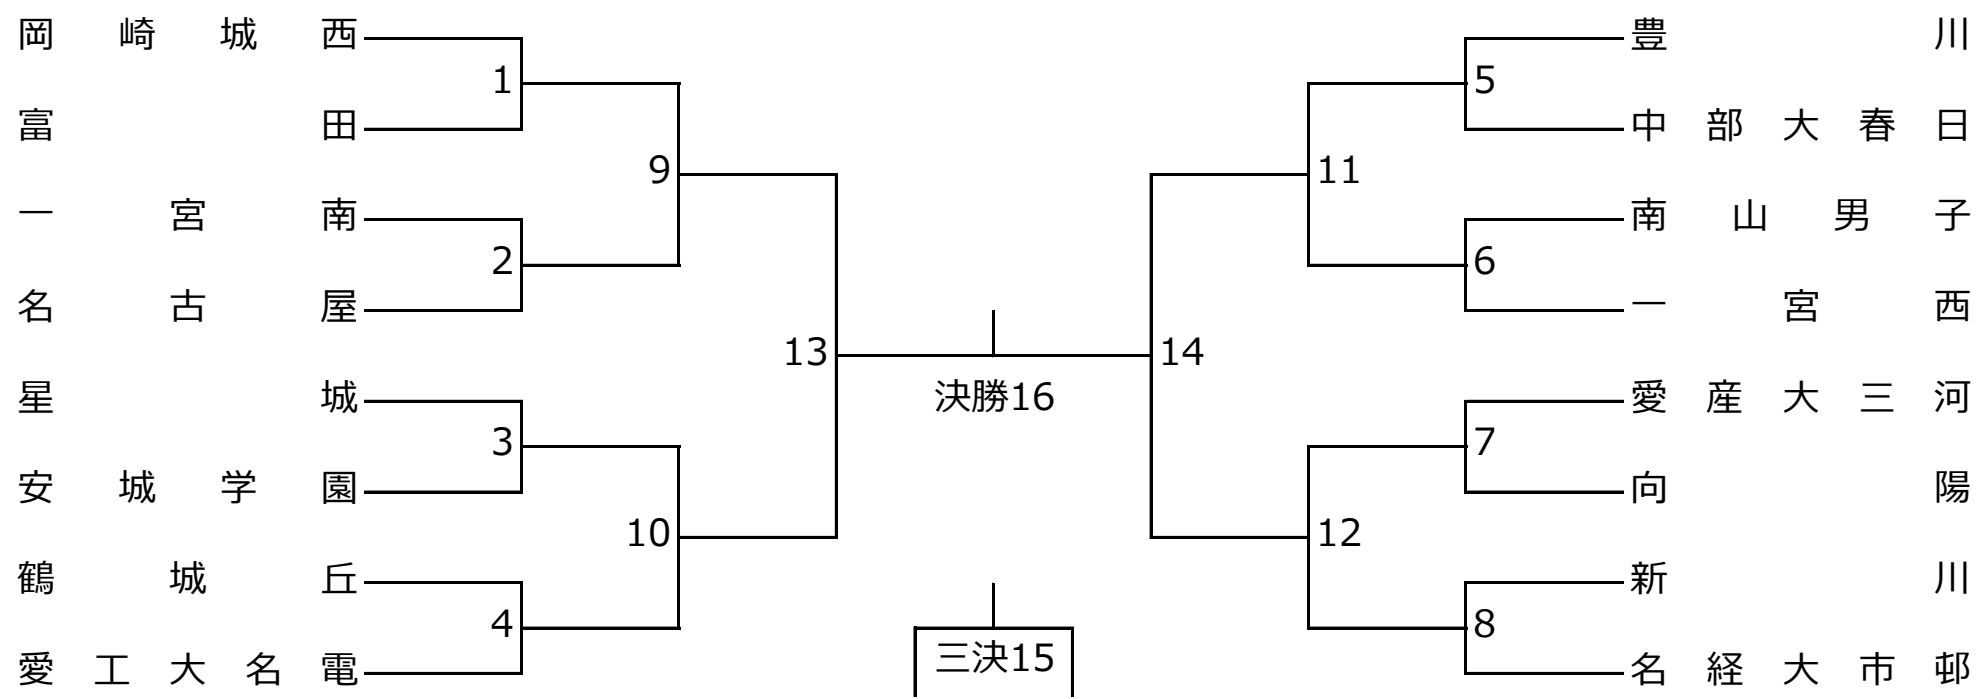 岡崎城西
1
富田
9
一宮南
2
名古屋
13
星城
3
安城学園
10
鶴城丘
4
愛工大名電
決勝16
三決15
豊川
5
中部大春日
11
南山男子
6
一宮西
14
愛産大三河
7
向陽
12
新川
8
名経大市邨